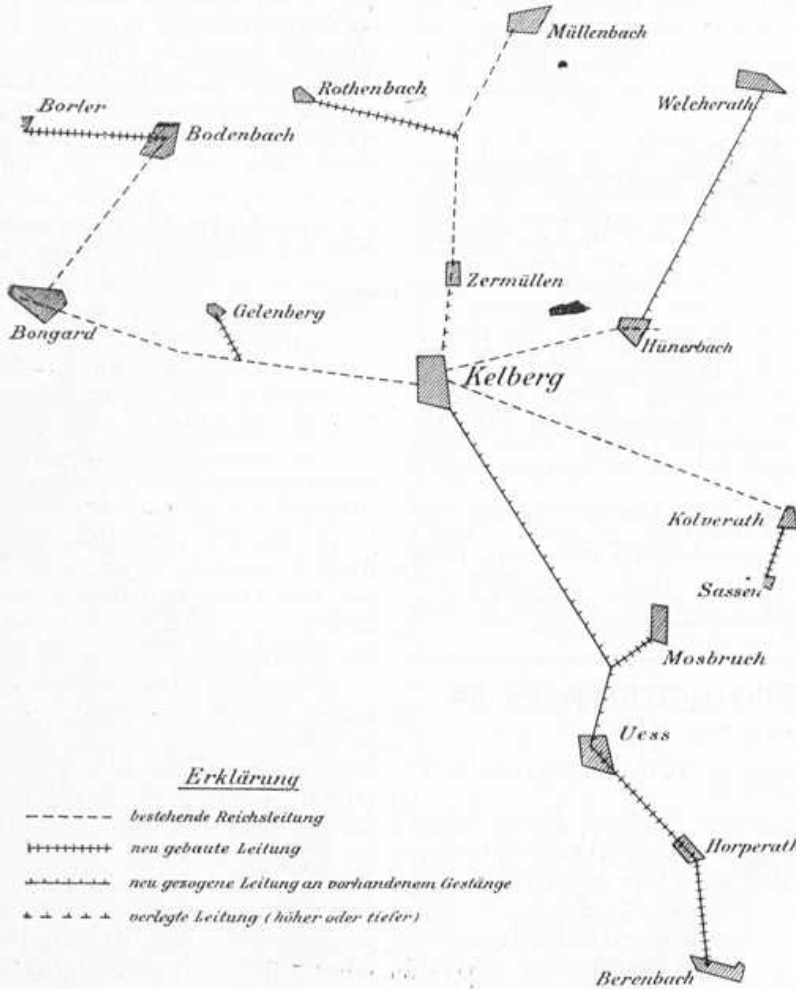 Müllenbach
Rothenbach
Welcherath
Borler
Bodenbach
Zermüllen
Gelenberg
Bongard
Hünerbach
Kelberg
Kolverath
Sassen
Mosbruch
Uess
Erklärung
bestehende Reichsleitung
Horperath
neu gebaute Leitung
neu gezogene Leitung an vorhandenem Gestänge
verlegte Leitung (höher oder tiefer)
Berenbach